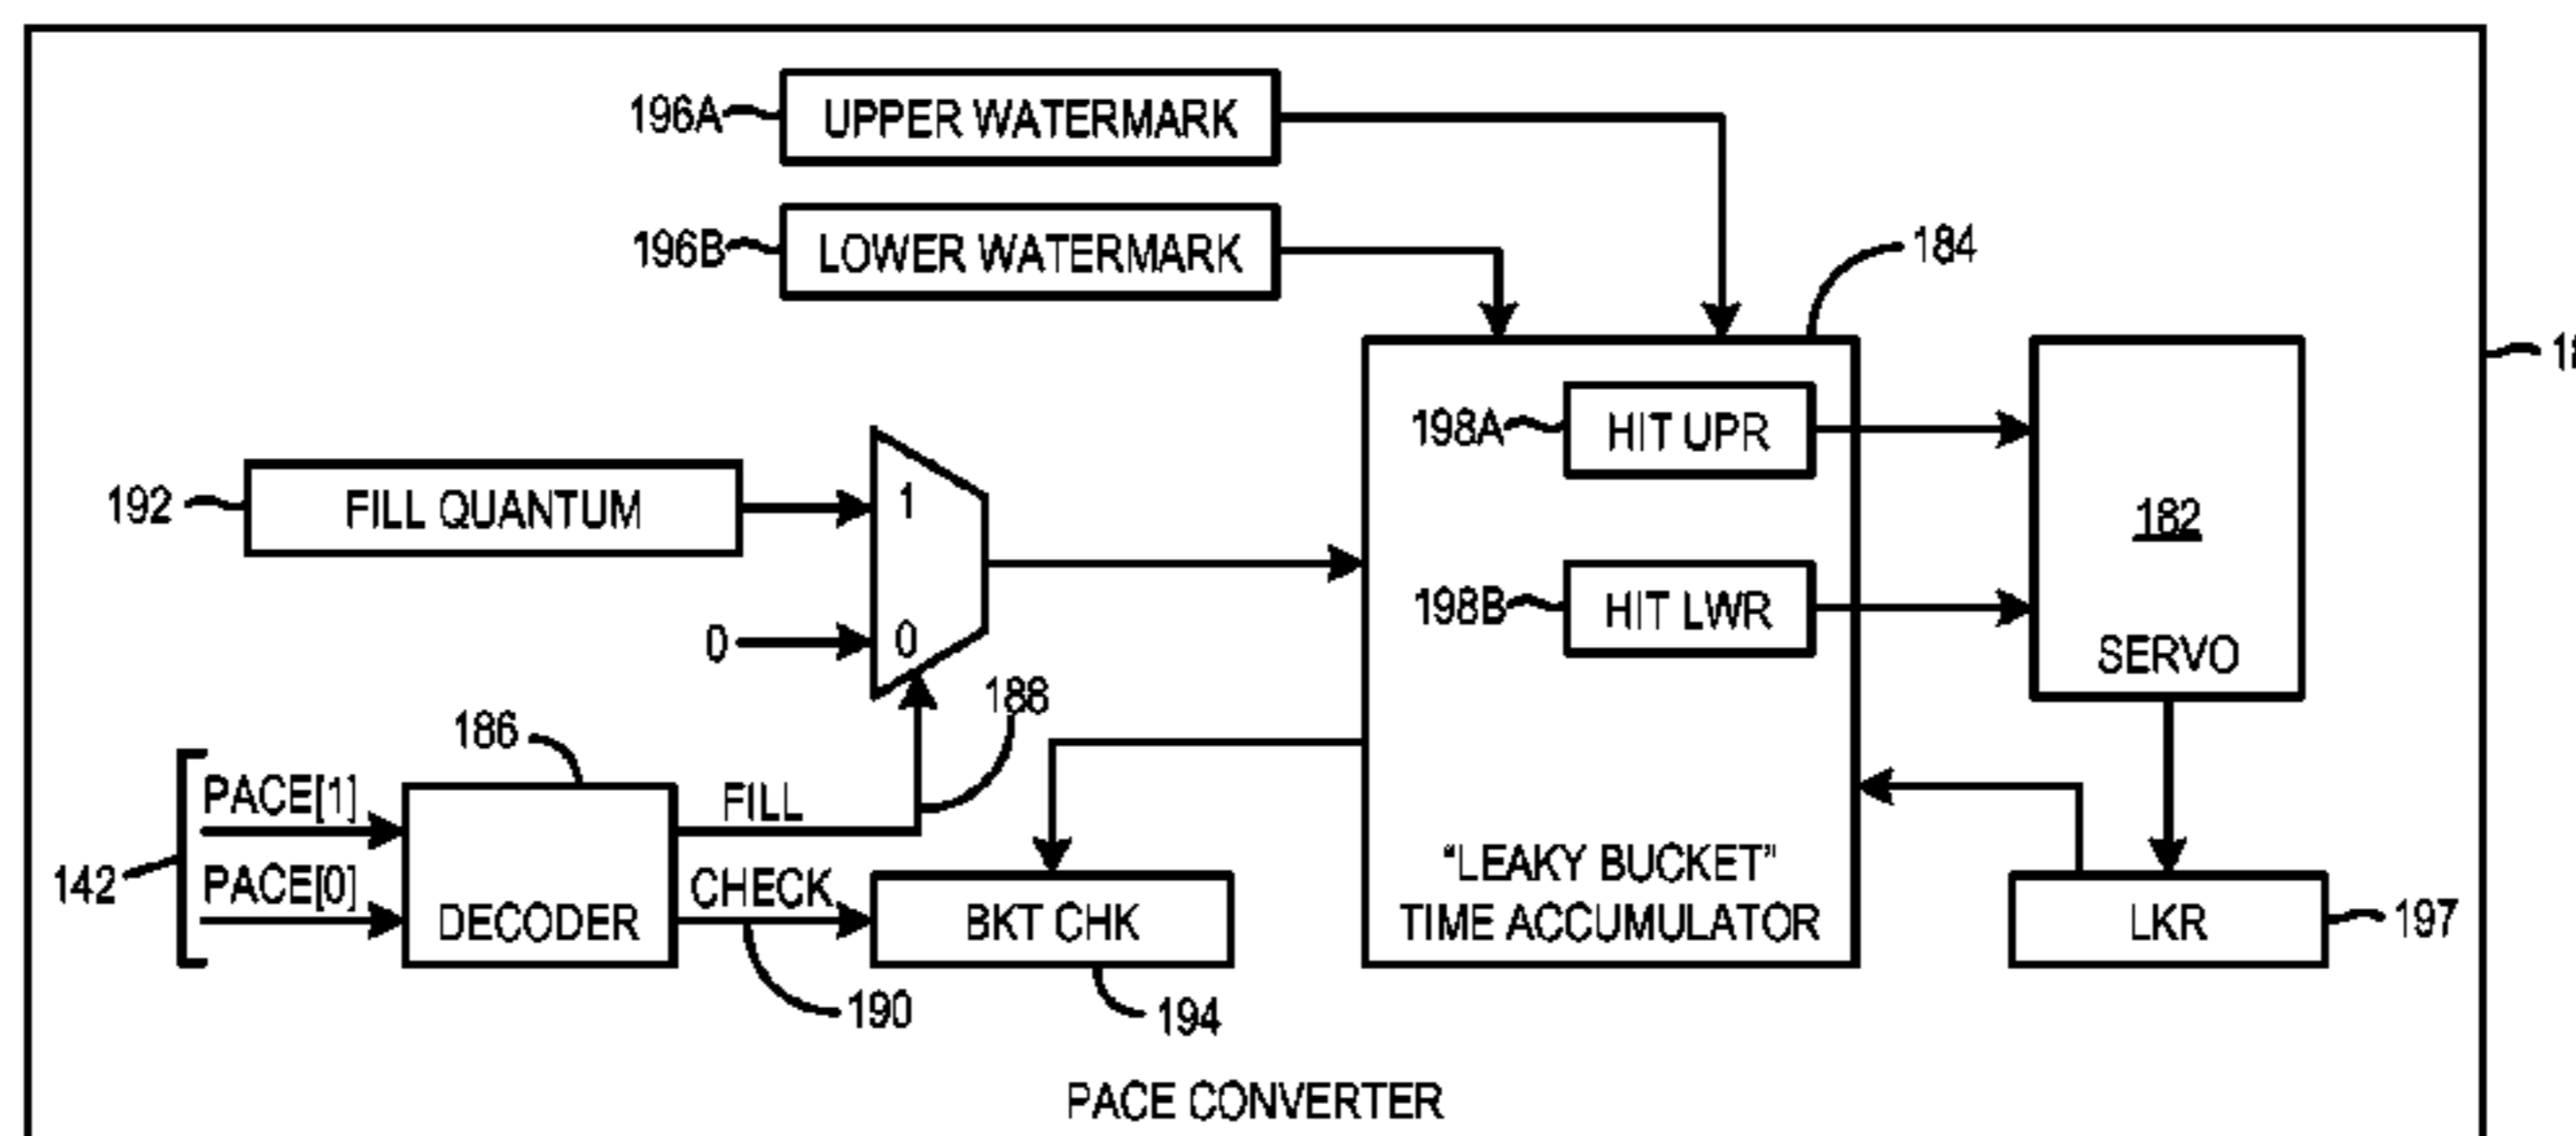 196A
UPPER WATERMARK
196B
LOWER WATERMARK
184
198A
HIT UPR
182
SERVO
192
FILL QUANTUM
1
0
0
198B
HIT LWR
188
186
142
PACE[1]
PACE[0]
DECODER
FILL
CHECK
190
BKT CHK
194
"LEAKY BUCKET"
TIME ACCUMULATOR
LKR
197
PACE CONVERTER